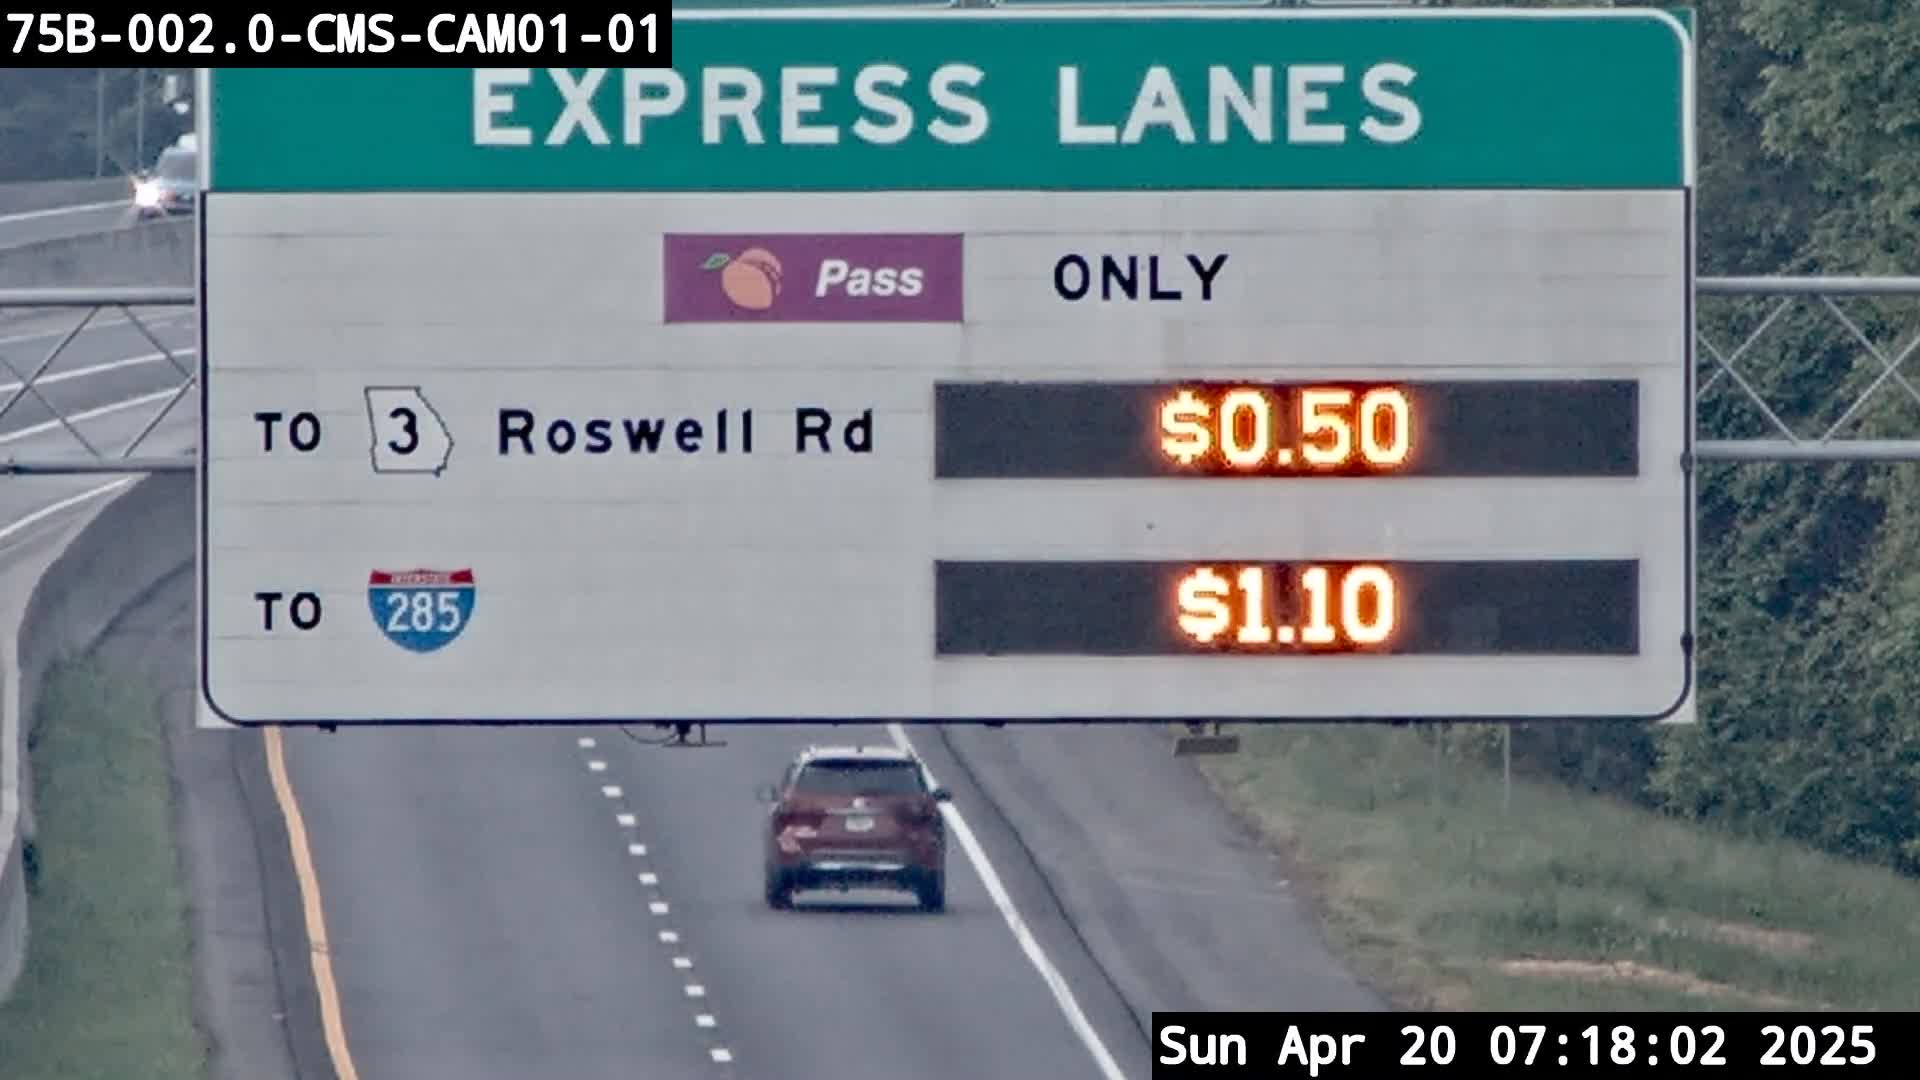 75B-002.0-CMS-CAM01-01
EXPRESS LANES
Pass ONLY
TO 3 Roswell Rd $0.50
TO 285 $1.10
Sun Apr 20 07:18:02 2025